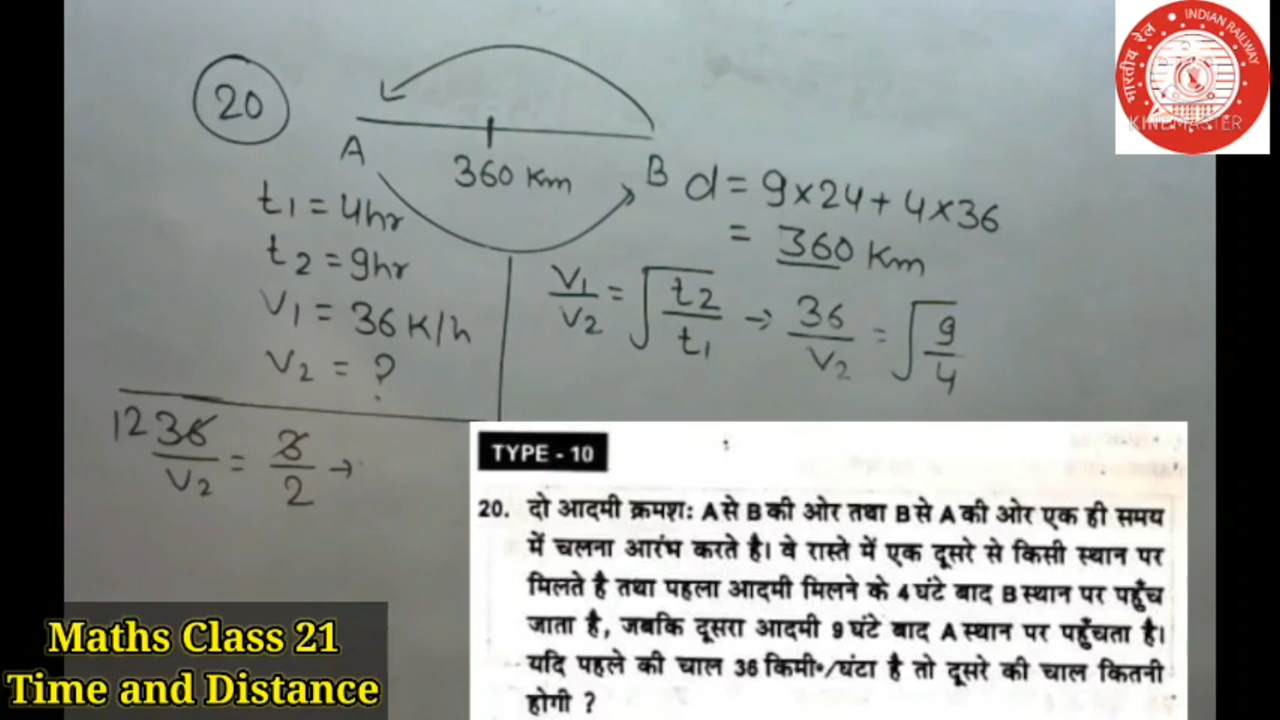 भारतीय रेल INDIAN RAILWAY
KINEMASTER
20
A
B
360 Km
d = 9×24 + 4×36
= 360 Km
t1 = 4hr
t2 = 9hr
V1 = 36K/h
V2 = ?
V1/V2 = √t2/t1 → 36/V2 = √9/4
12 36/V2 = 3/2 →
TYPE - 10
20. दो आदमी क्रमशः A से B की ओर तथा B से A की ओर एक ही समय
में चलना आरंभ करते है। वे रास्ते में एक दूसरे से किसी स्थान पर
मिलते है तथा पहला आदमी मिलने के 4 घंटे बाद B स्थान पर पहुँच
जाता है, जबकि दूसरा आदमी 9 घंटे बाद A स्थान पर पहुँचता है।
यदि पहले की चाल 36 किमी॰/घंटा है तो दूसरे की चाल कितनी
होगी ?
Maths Class 21
Time and Distance